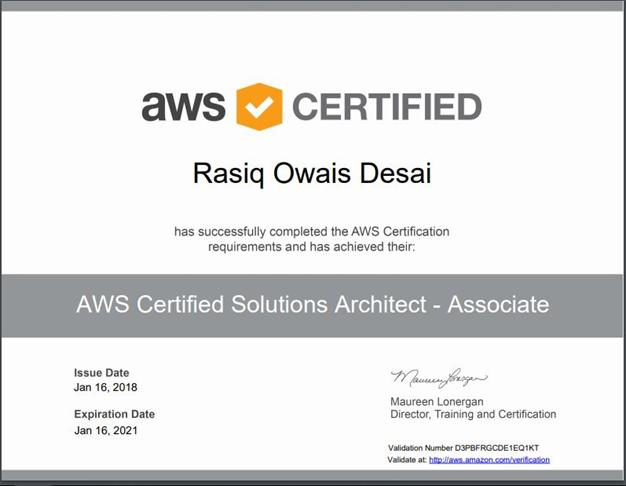 aws CERTIFIED
Rasiq Owais Desai
has successfully completed the AWS Certification
requirements and has achieved their:
AWS Certified Solutions Architect - Associate
Issue Date
Jan 16, 2018
Expiration Date
Jan 16, 2021
Maureen Lonergan
Maureen Lonergan
Director, Training and Certification
Validation Number D3PBFRGCDE1EQ1KT
Validate at: http://aws.amazon.com/verification